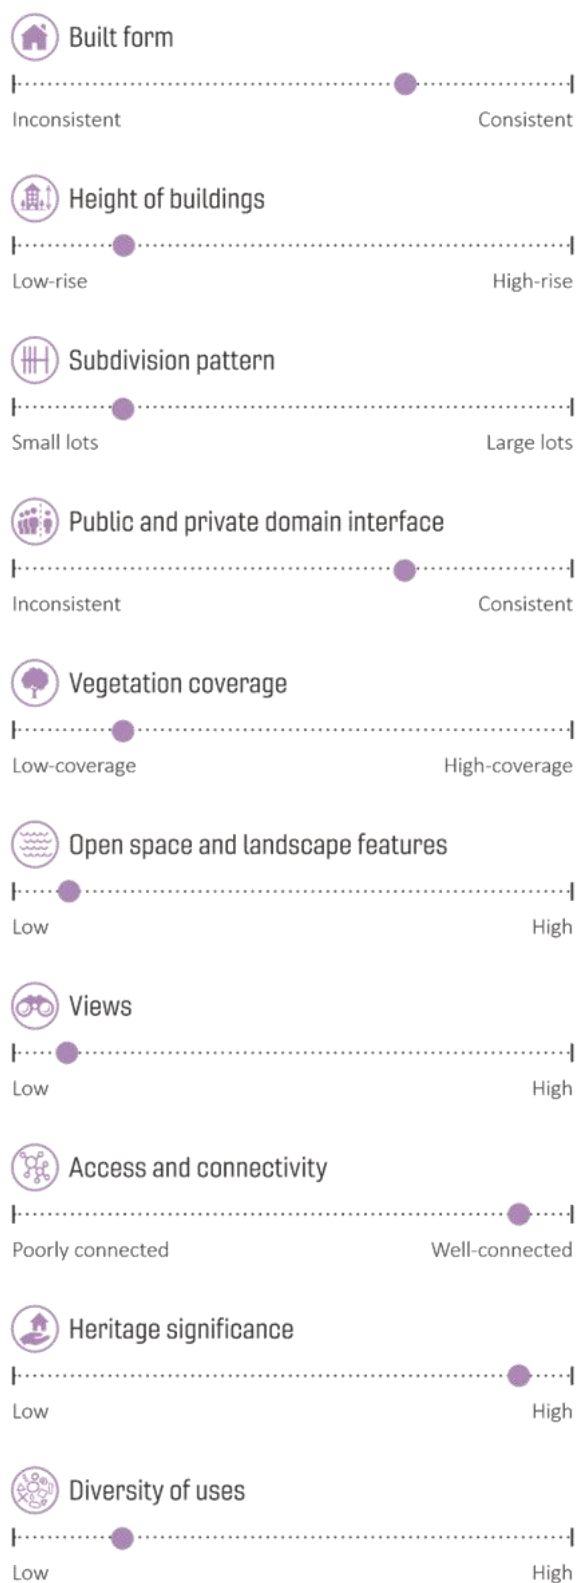 Built form
Inconsistent Consistent
Height of buildings
Low-rise High-rise
Subdivision pattern
Small lots Large lots
Public and private domain interface
Inconsistent Consistent
Vegetation coverage
Low-coverage High-coverage
Open space and landscape features
Low High
Views
Low High
Access and connectivity
Poorly connected Well-connected
Heritage significance
Low High
Diversity of uses
Low High